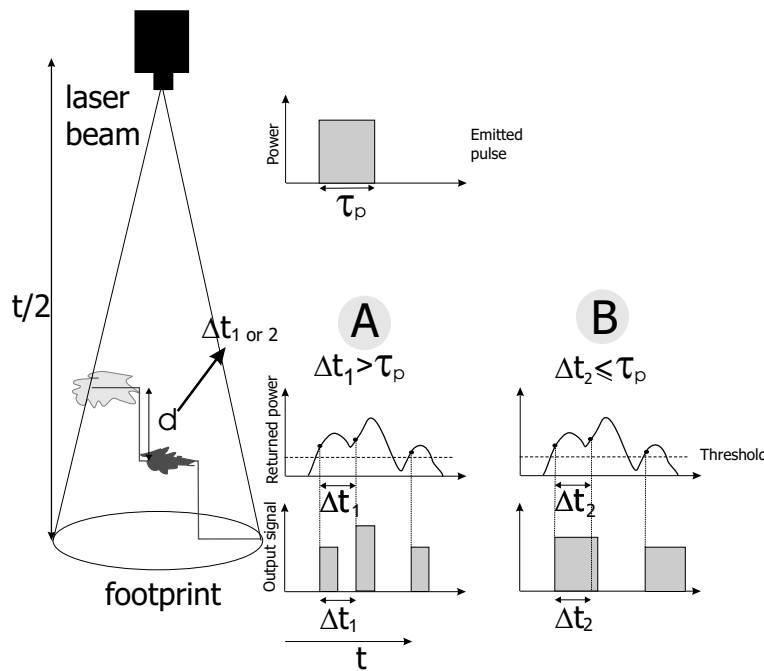 laser
beam
t/2
Δt₁ or 2
d
footprint
Power
Emitted
pulse
τₚ
A
Δt₁>τₚ
Returned power
Δt₁
Output signal
Δt₁
t
B
Δt₂⩽τₚ
Threshold
Δt₂
Δt₂